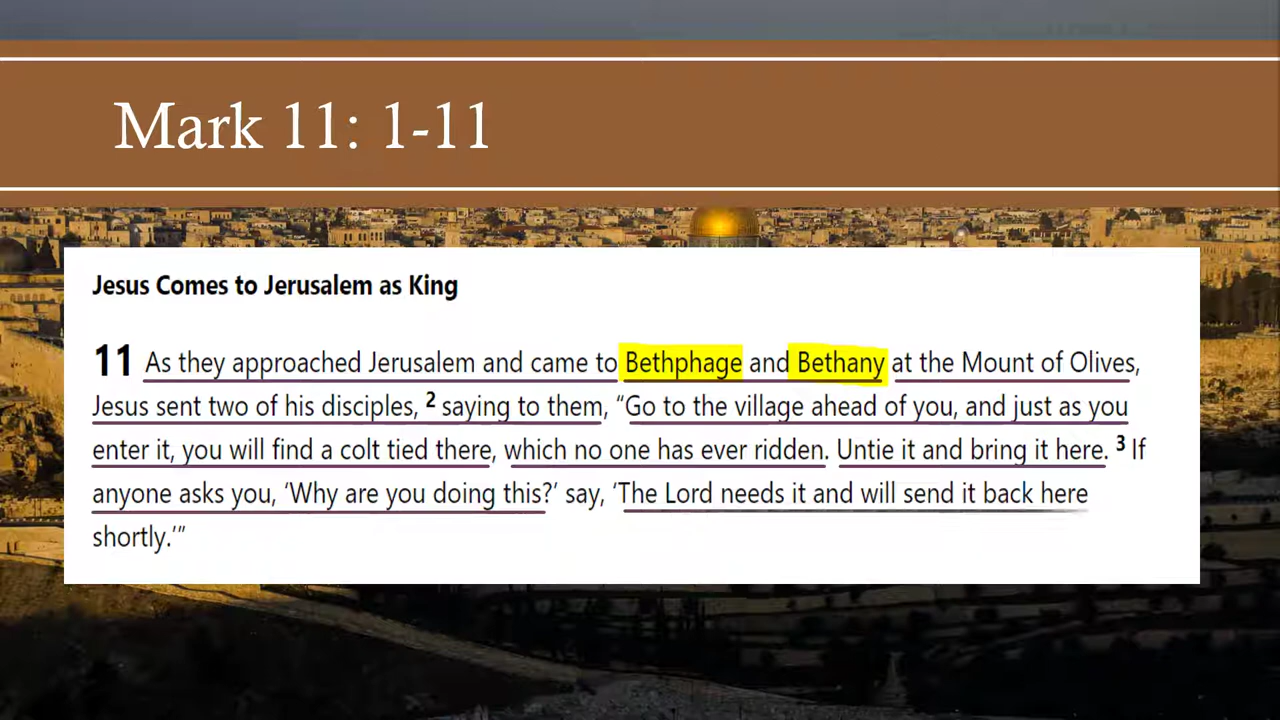 Mark 11: 1-11
Jesus Comes to Jerusalem as King
11 As they approached Jerusalem and came to Bethphage and Bethany at the Mount of Olives,
Jesus sent two of his disciples, 2 saying to them, “Go to the village ahead of you, and just as you
enter it, you will find a colt tied there, which no one has ever ridden. Untie it and bring it here. 3 If
anyone asks you, ‘Why are you doing this?’ say, ‘The Lord needs it and will send it back here
shortly.’”